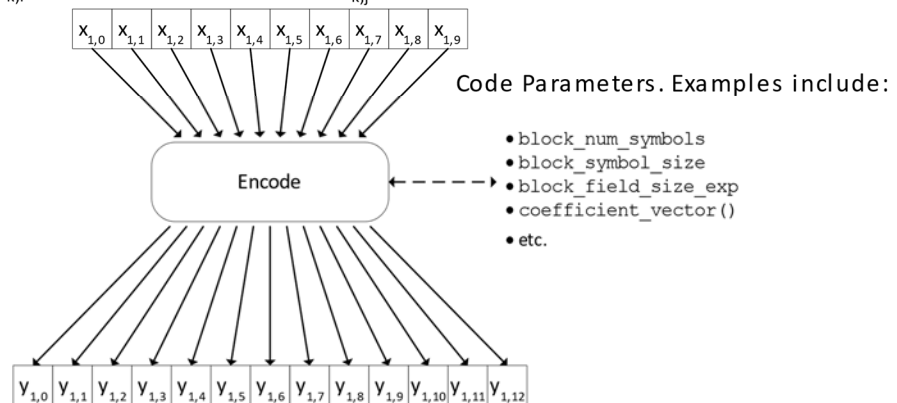 x1,0 x1,1 x1,2 x1,3 x1,4 x1,5 x1,6 x1,7 x1,8 x1,9
Code Parameters. Examples include:
• block_num_symbols
• block_symbol_size
Encode
• block_field_size_exp
• coefficient_vector()
• etc.
y1,0 y1,1 y1,2 y1,3 y1,4 y1,5 y1,6 y1,7 y1,8 y1,9 y1,10 y1,11 y1,12